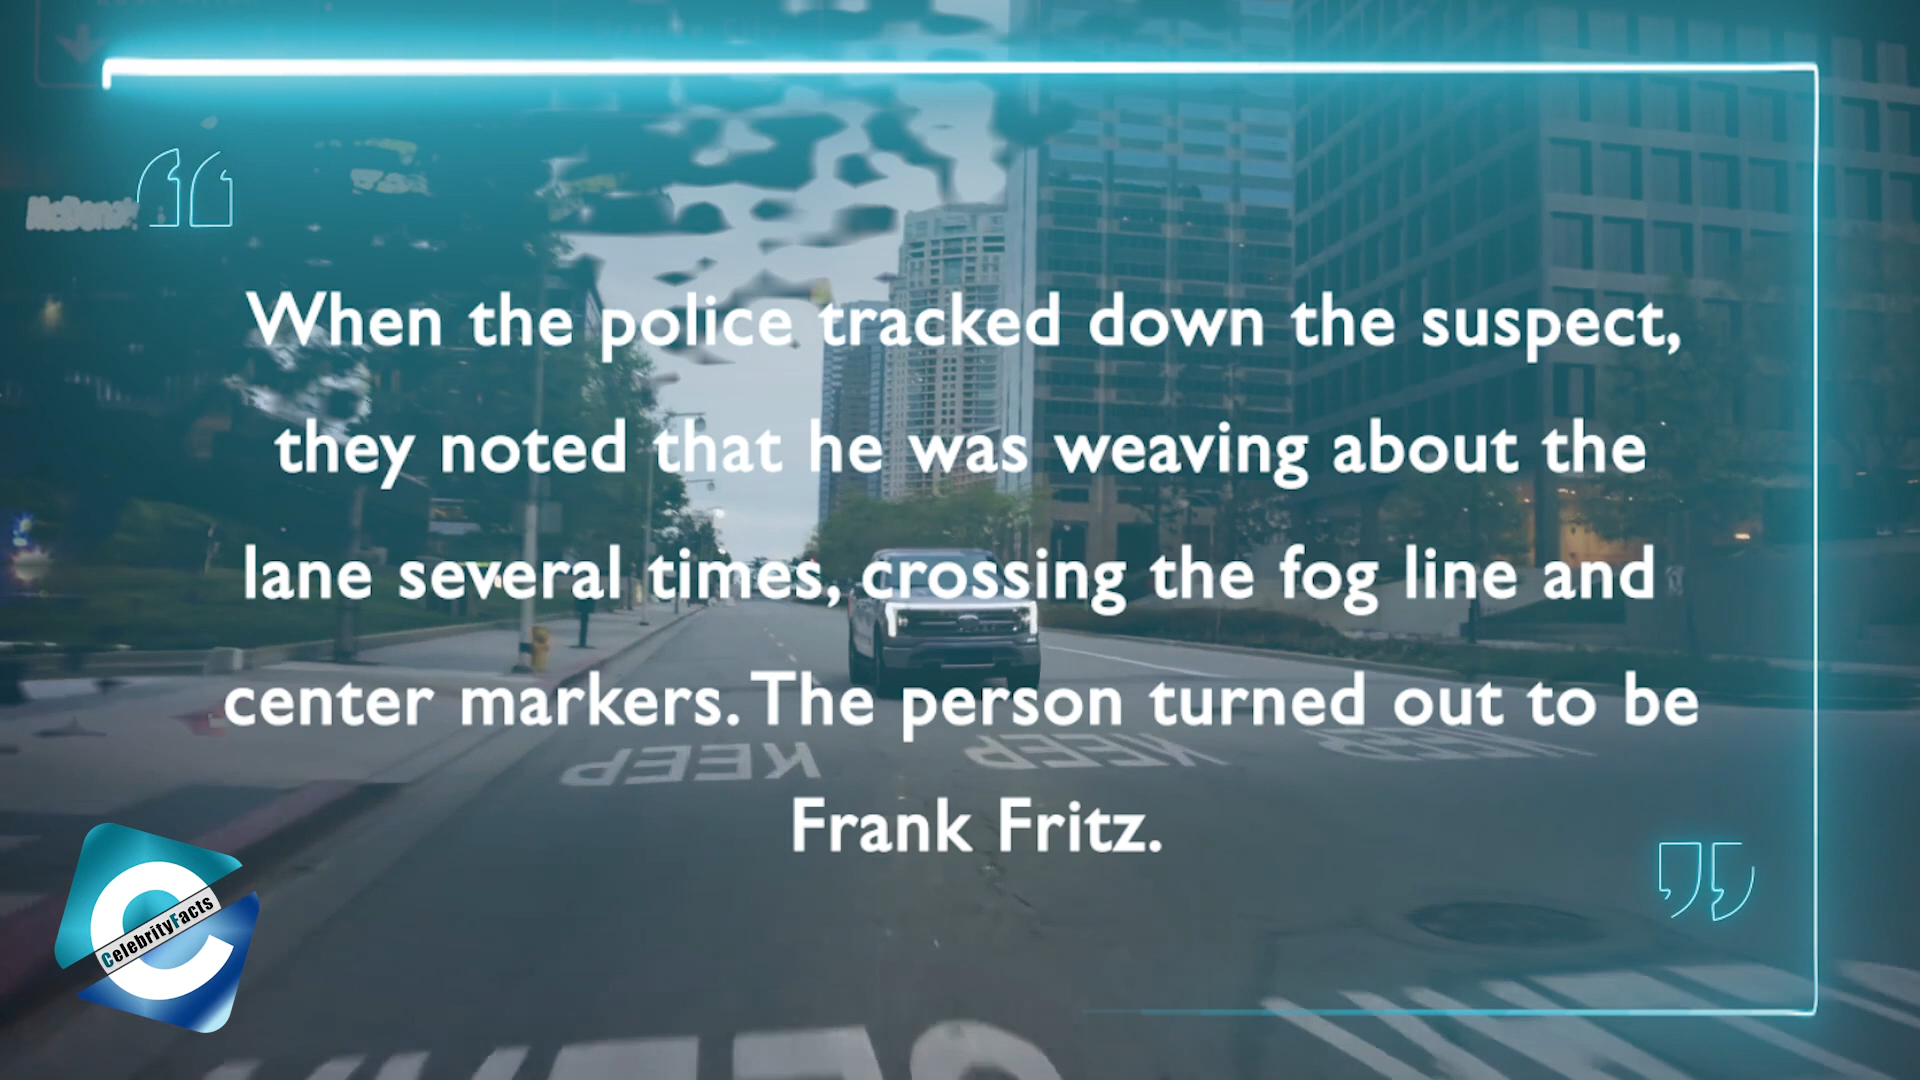 When the police tracked down the suspect,
they noted that he was weaving about the
lane several times, crossing the fog line and
center markers. The person turned out to be
Frank Fritz.
KEEP KEEP KEEP
CelebrityFacts